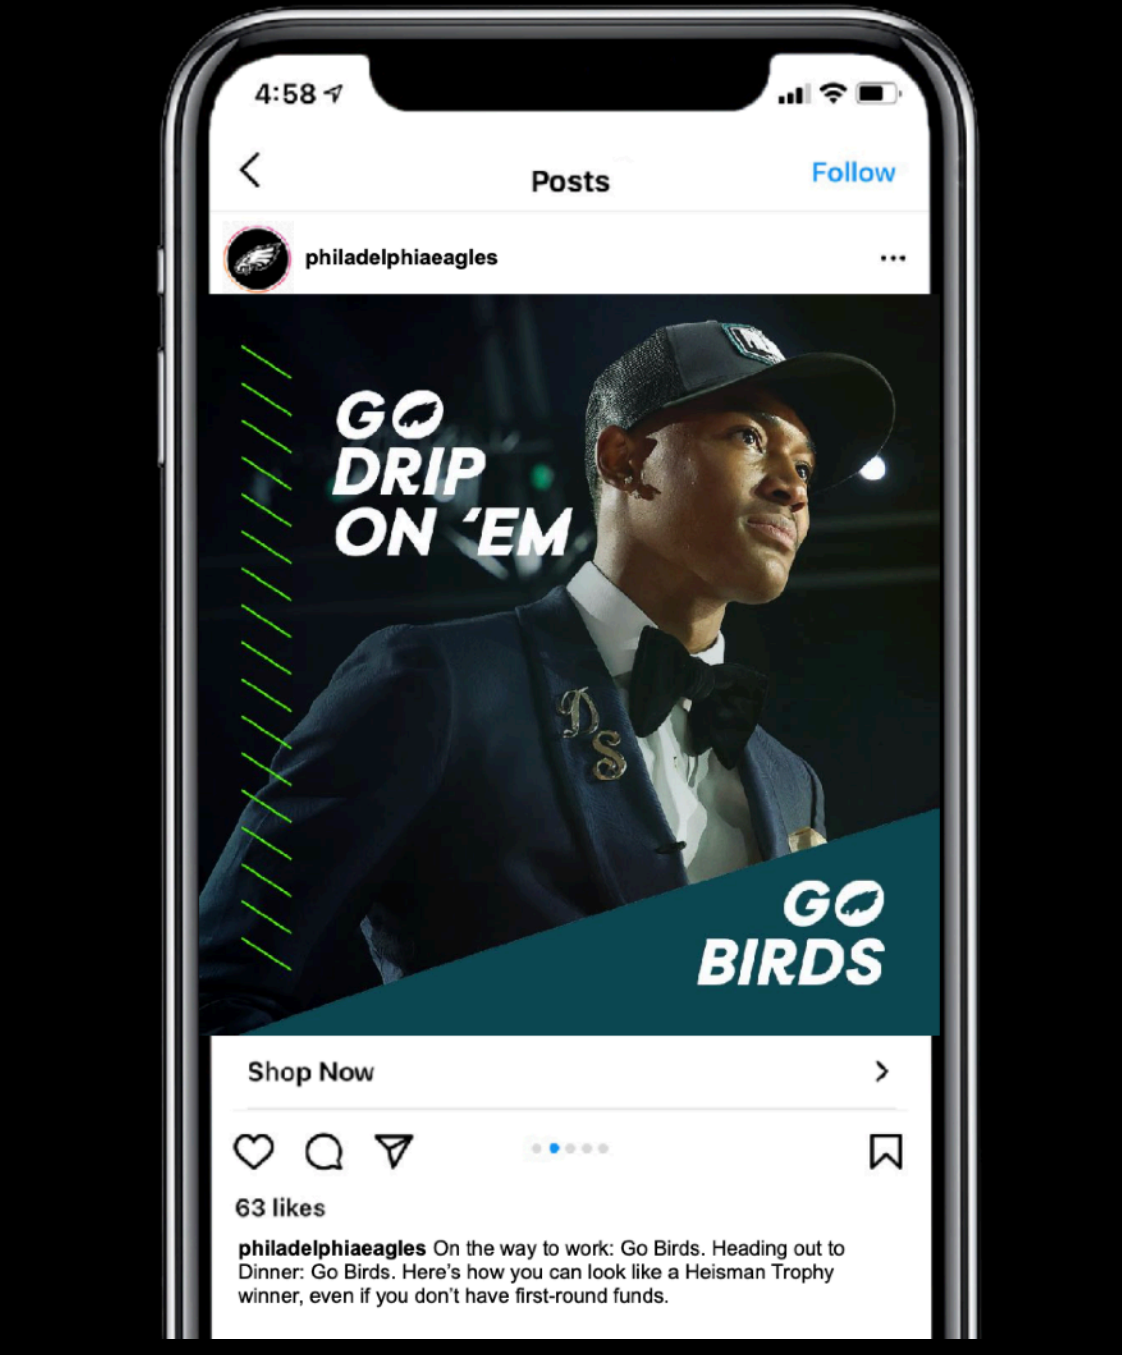 4:58
Posts
Follow
philadelphiaeagles
GO
DRIP
ON ‘EM
D
S
GO
BIRDS
Shop Now
63 likes
philadelphiaeagles On the way to work: Go Birds. Heading out to
Dinner: Go Birds. Here’s how you can look like a Heisman Trophy
winner, even if you don’t have first-round funds.